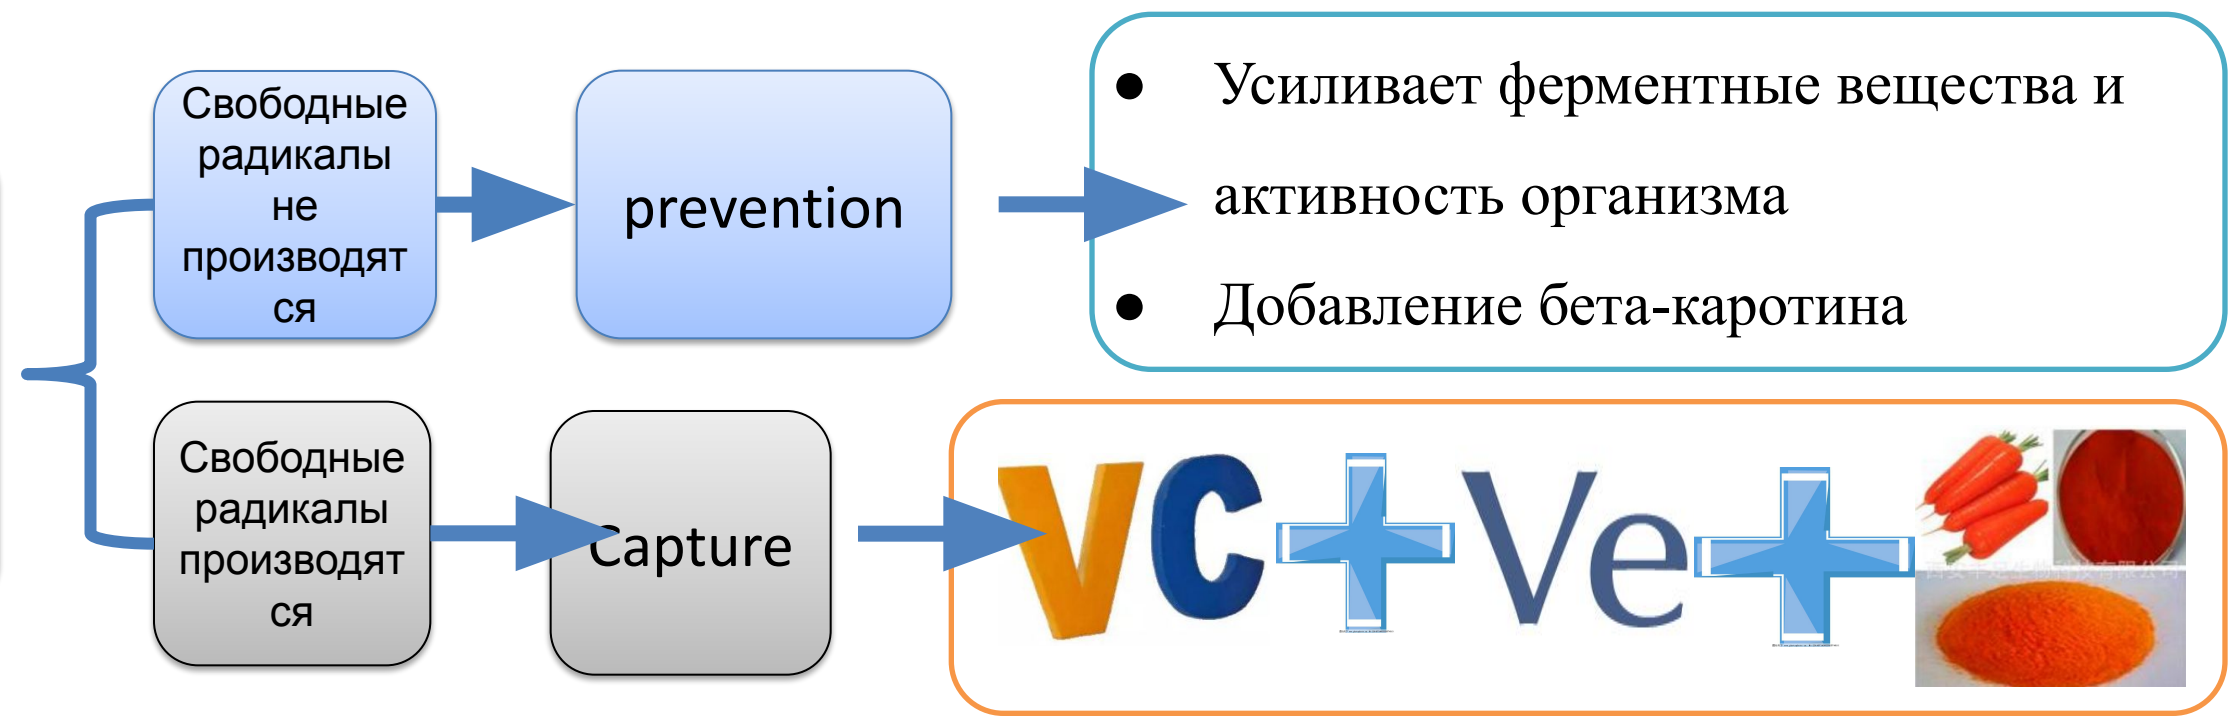 Свободные
радикалы
не
производят
ся
prevention
● Усиливает ферментные вещества и
активность организма
● Добавление бета-каротина
Свободные
радикалы
производят
ся
Capture
VC
Ve